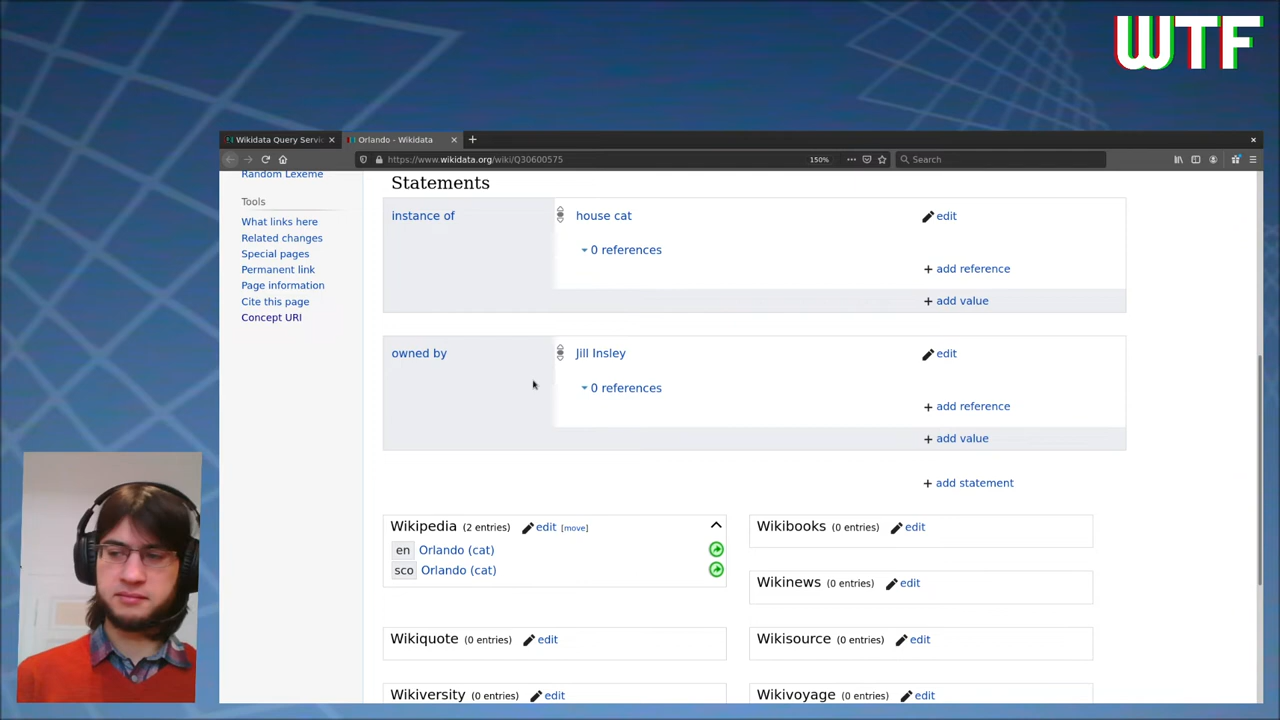 WTF
Wikidata Query Servic
Orlando - Wikidata
https://www.wikidata.org/wiki/Q30600575
150%
Search
Random Lexeme
Tools
What links here
Related changes
Special pages
Permanent link
Page information
Cite this page
Concept URI
Statements
instance of
house cat
edit
0 references
+ add reference
+ add value
owned by
Jill Insley
edit
0 references
+ add reference
+ add value
+ add statement
Wikipedia (2 entries) edit [move]
en Orlando (cat)
sco Orlando (cat)
Wikibooks (0 entries) edit
Wikinews (0 entries) edit
Wikiquote (0 entries) edit
Wikisource (0 entries) edit
Wikiversity (0 entries) edit
Wikivoyage (0 entries) edit